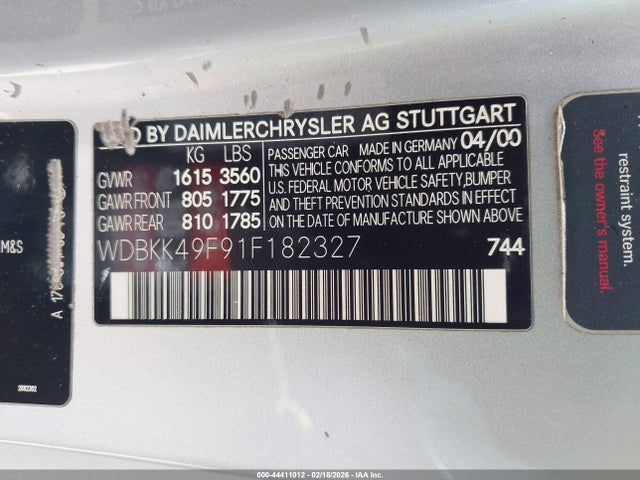 BY DAIMLERCHRYSLER AG STUTTGART
KG LBS
GVWR 1615 3560
GAWR FRONT 805 1775
GAWR REAR 810 1785
PASSENGER CAR MADE IN GERMANY 04/00
THIS VEHICLE CONFORMS TO ALL APPLICABLE
U.S. FEDERAL MOTOR VEHICLE SAFETY, BUMPER
AND THEFT PREVENTION STANDARDS IN EFFECT
ON THE DATE OF MANUFACTURE SHOWN ABOVE.
WDBKK49F91F182327 744
M&S
See the owner's man
restraint system.
000-44411012 - 02/18/2026 - IAA Inc.